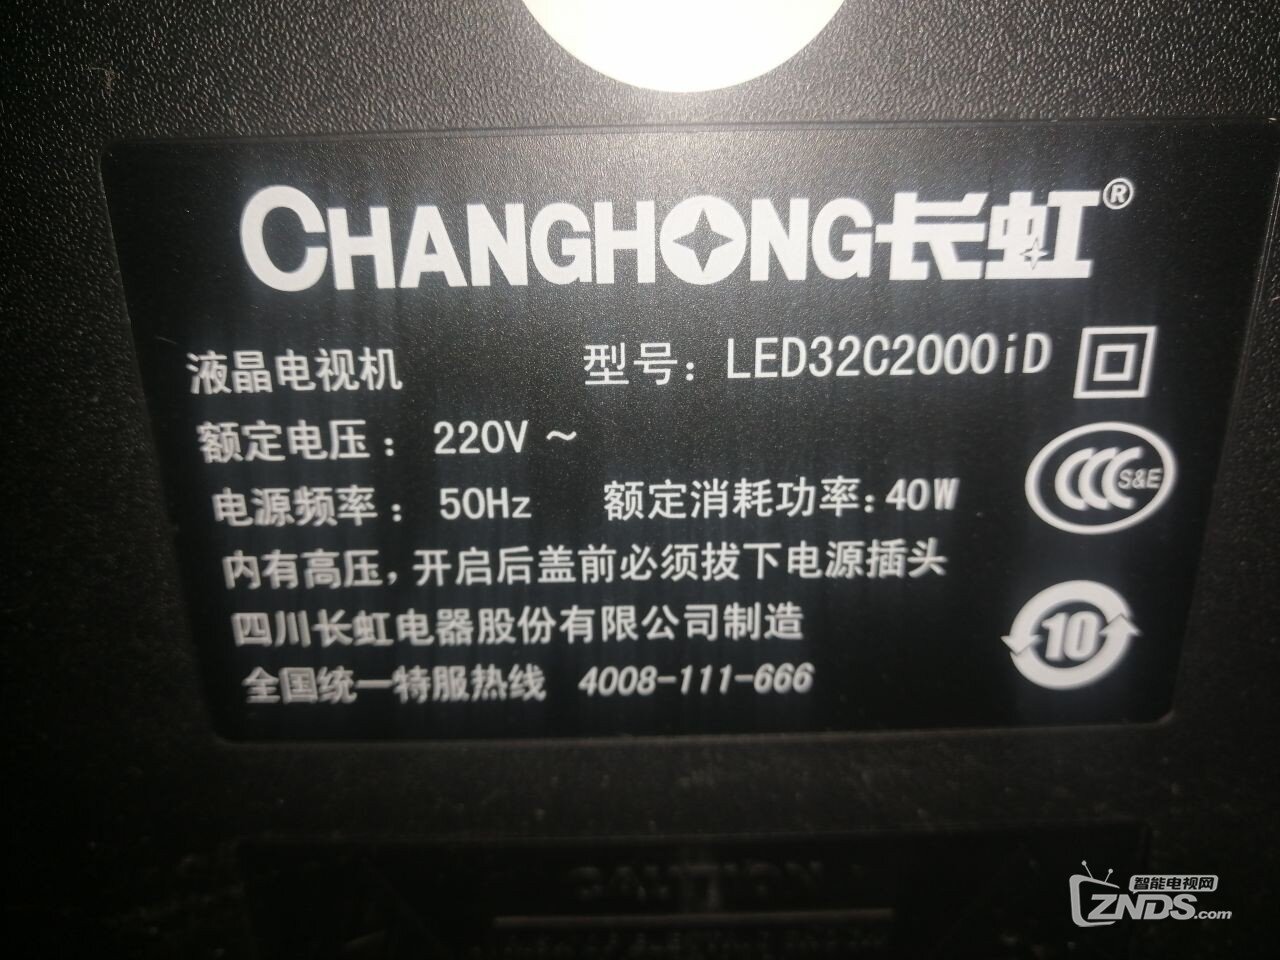 CHANGHONG长虹®
液晶电视机 型号: LED32C2000iD
额定电压: 220V ~
电源频率: 50Hz 额定消耗功率: 40W
S&E
内有高压,开启后盖前必须拔下电源插头
四川长虹电器股份有限公司制造
10
全国统一特服热线 4008-111-666
CAUTION
智能电视网
ZNDS.com